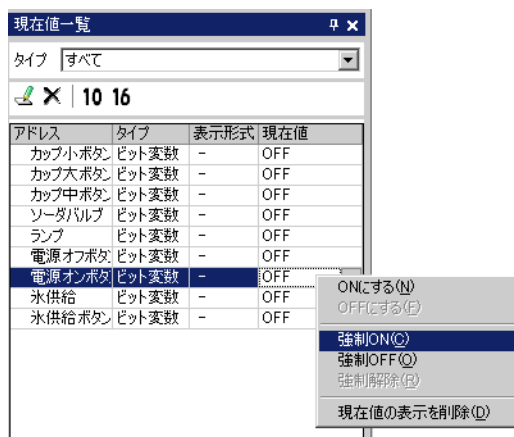 現在値一覧
タイプ すべて
10 16
アドレス タイプ 表示形式 現在値
カップ小ボタン ビット変数 - OFF
カップ大ボタン ビット変数 - OFF
カップ中ボタン ビット変数 - OFF
ソーダバルブ ビット変数 - OFF
ランプ ビット変数 - OFF
電源オフボタ ビット変数 - OFF
電源オンボタ ビット変数 - OFF
氷供給 ビット変数 - OFF
氷供給ボタン ビット変数 - OFF
ONにする(N)
OFFにする(F)
強制ON(C)
強制OFF(O)
強制解除(R)
現在値の表示を削除(D)